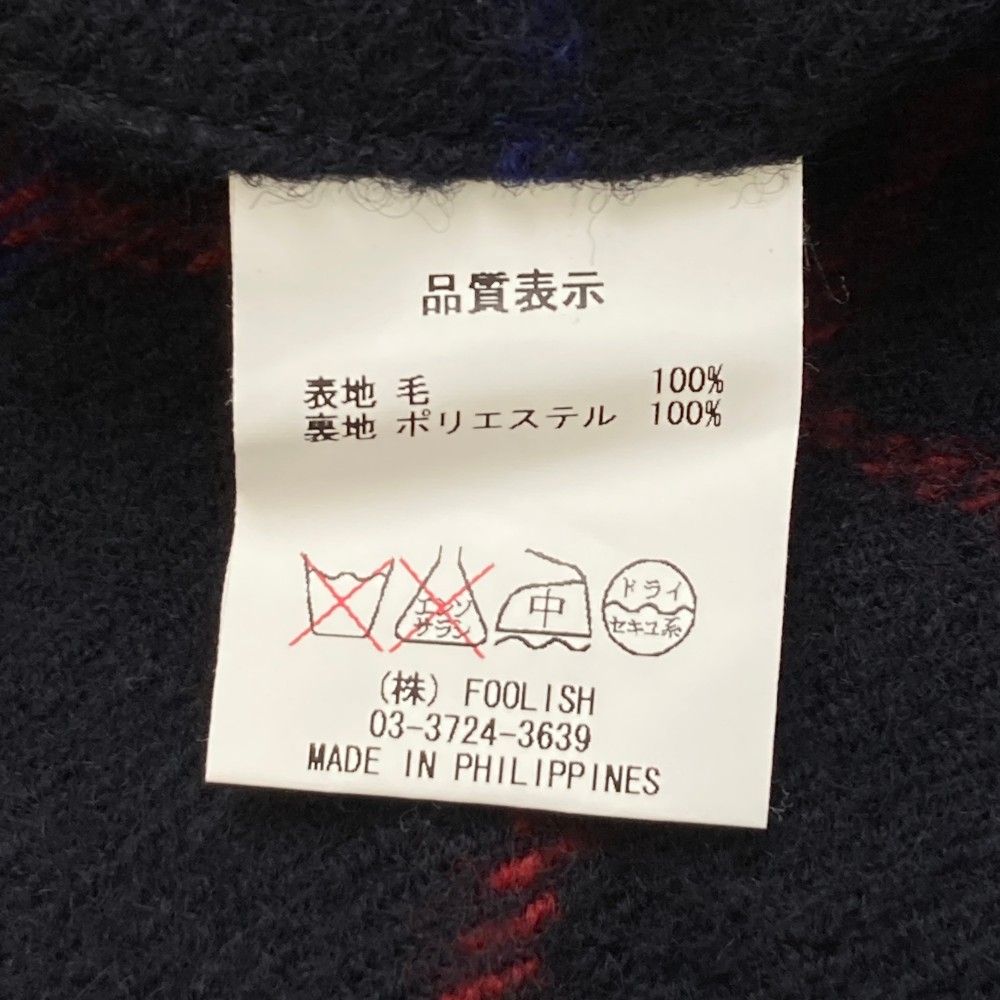 品質表示
表地 毛 100%
裏地 ポリエステル 100%
エンソ
サラシ
中
ドライ
セキユ系
(株) FOOLISH
03-3724-3639
MADE IN PHILIPPINES